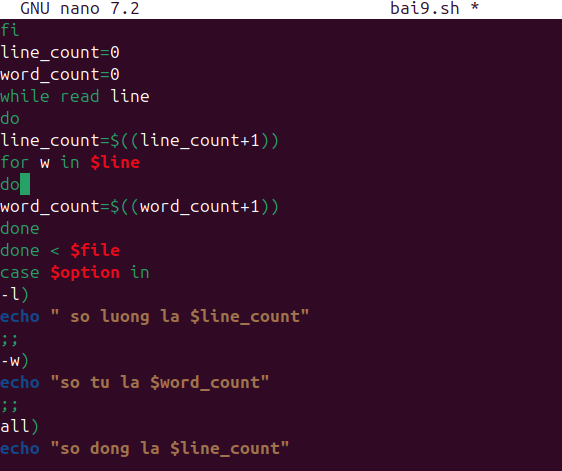 GNU nano 7.2 bai9.sh *
fi
line_count=0
word_count=0
while read line
do
line_count=$((line_count+1))
for w in $line
do
word_count=$((word_count+1))
done
done < $file
case $option in
-l)
echo " so luong la $line_count"
;;
-w)
echo "so tu la $word_count"
;;
all)
echo "so dong la $line_count"